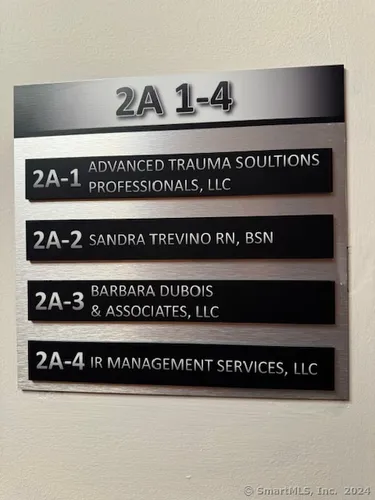 2A 1-4
2A-1 ADVANCED TRAUMA SOULTIONS
PROFESSIONALS, LLC
2A-2 SANDRA TREVINO RN, BSN
2A-3 BARBARA DUBOIS
& ASSOCIATES, LLC
2A-4 IR MANAGEMENT SERVICES, LLC
© SmartMLS, Inc. 2024